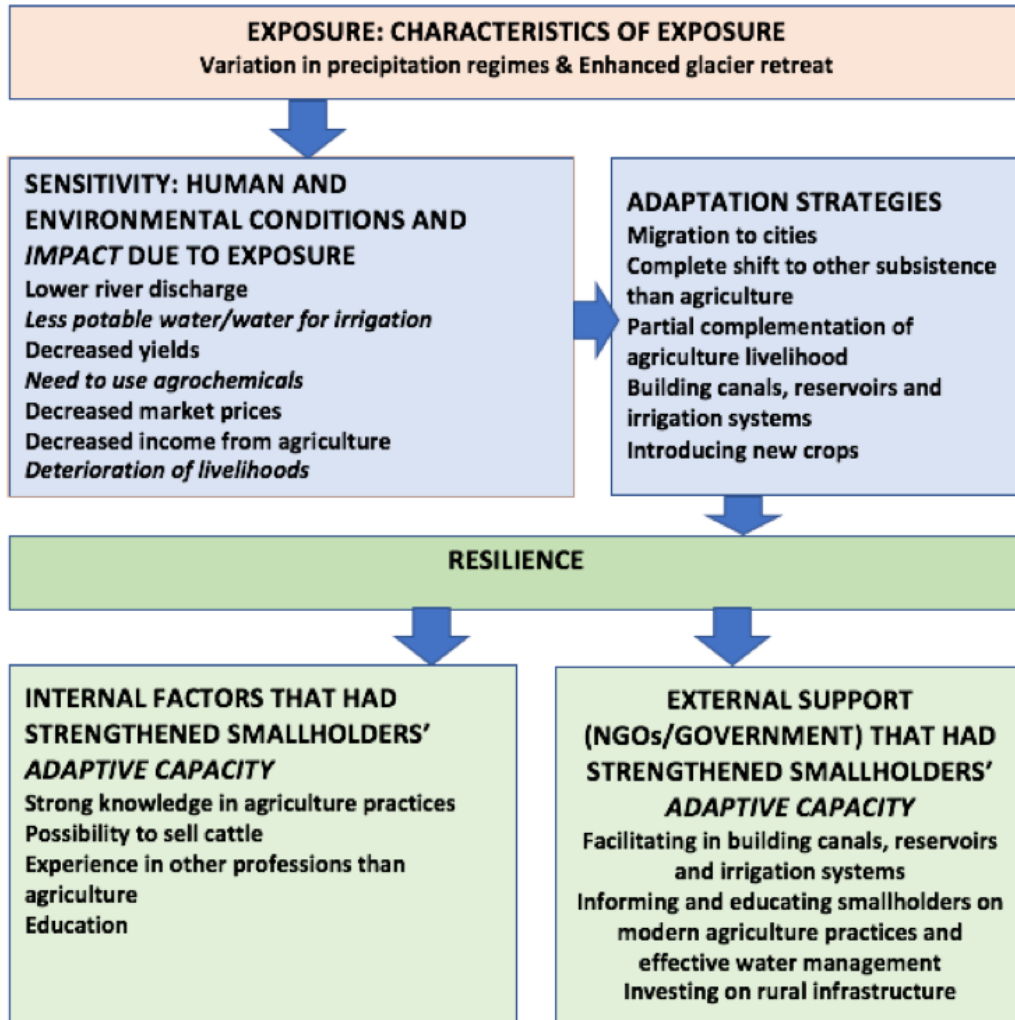 EXPOSURE: CHARACTERISTICS OF EXPOSURE
Variation in precipitation regimes & Enhanced glacier retreat
SENSITIVITY: HUMAN AND
ENVIRONMENTAL CONDITIONS AND
IMPACT DUE TO EXPOSURE
Lower river discharge
Less potable water/water for irrigation
Decreased yields
Need to use agrochemicals
Decreased market prices
Decreased income from agriculture
Deterioration of livelihoods
ADAPTATION STRATEGIES
Migration to cities
Complete shift to other subsistence
than agriculture
Partial complementation of
agriculture livelihood
Building canals, reservoirs and
irrigation systems
Introducing new crops
RESILIENCE
INTERNAL FACTORS THAT HAD
STRENGTHENED SMALLHOLDERS'
ADAPTIVE CAPACITY
Strong knowledge in agriculture practices
Possibility to sell cattle
Experience in other professions than
agriculture
Education
EXTERNAL SUPPORT
(NGOs/GOVERNMENT) THAT HAD
STRENGTHENED SMALLHOLDERS'
ADAPTIVE CAPACITY
Facilitating in building canals, reservoirs
and irrigation systems
Informing and educating smallholders on
modern agriculture practices and
effective water management
Investing on rural infrastructure